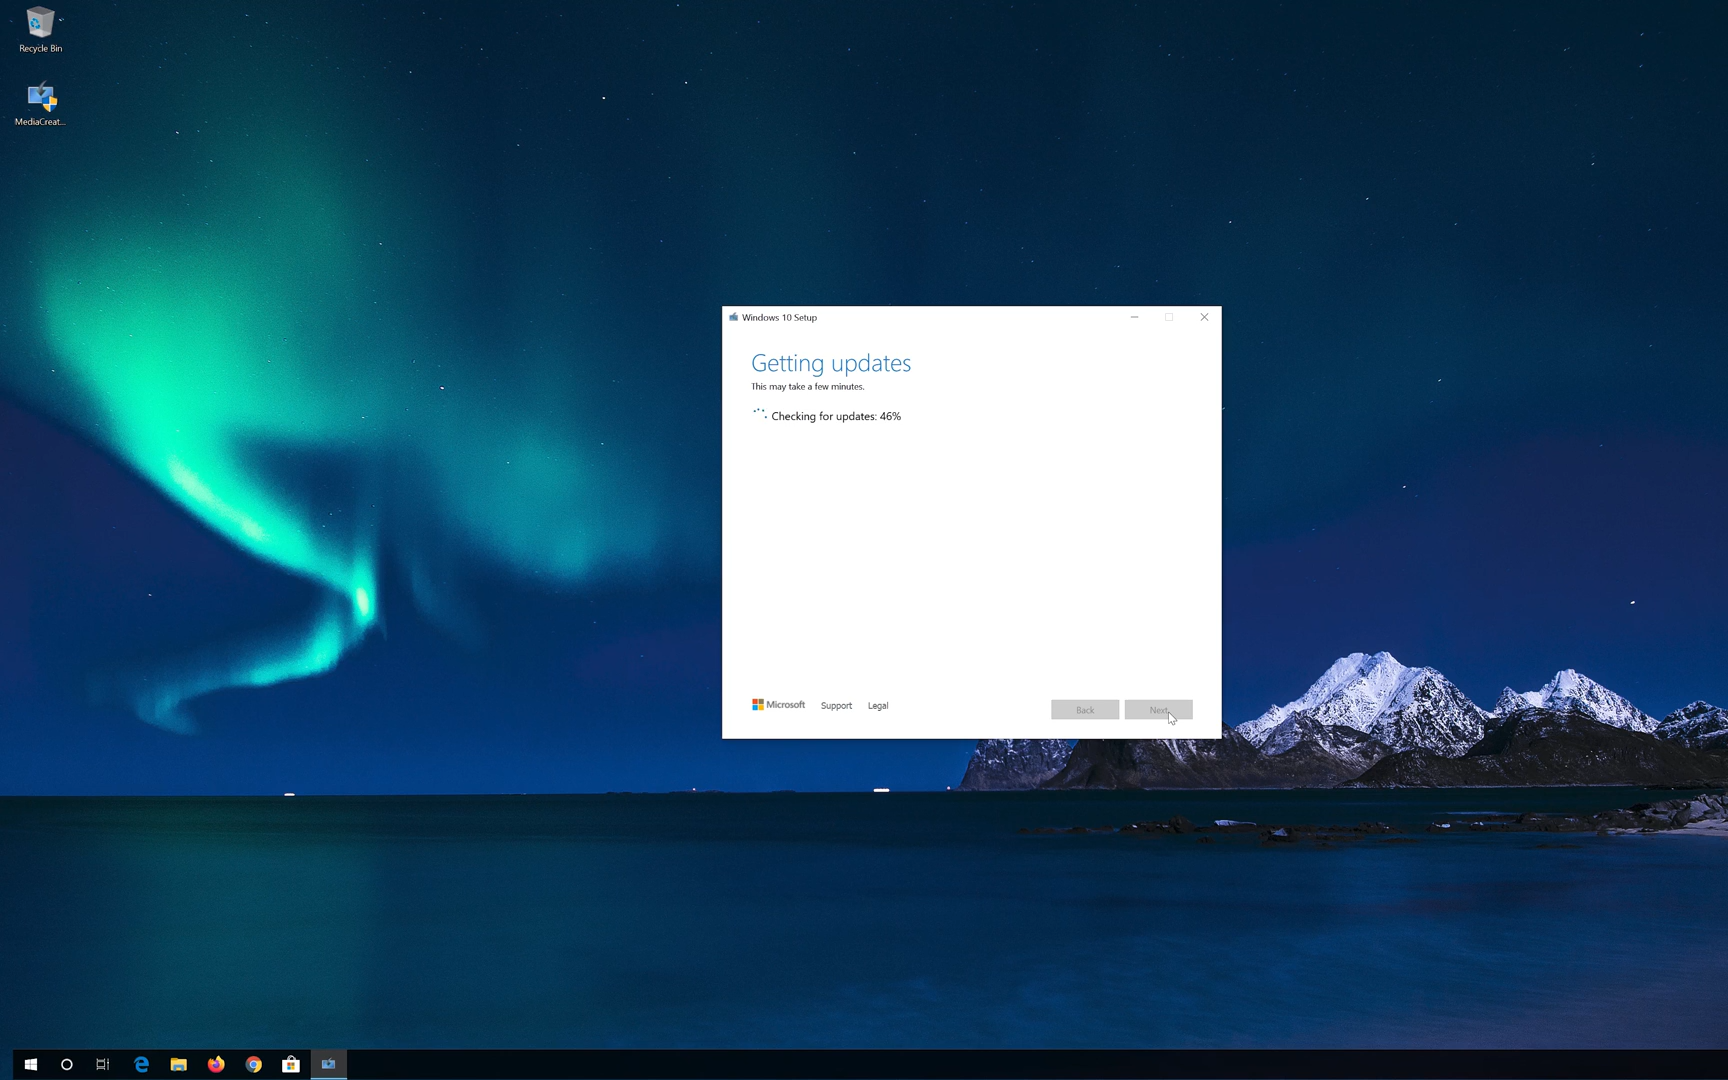 Recycle Bin
MediaCreat...
Windows 10 Setup
Getting updates
This may take a few minutes.
Checking for updates: 46%
Microsoft
Support
Legal
Back
Next